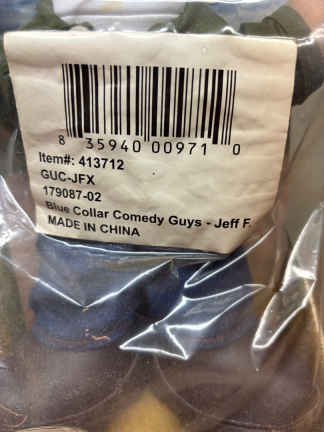 8 35940 00971 0
Item#: 413712
GUC-JFX
179087-02
Blue Collar Comedy Guys - Jeff F.
MADE IN CHINA